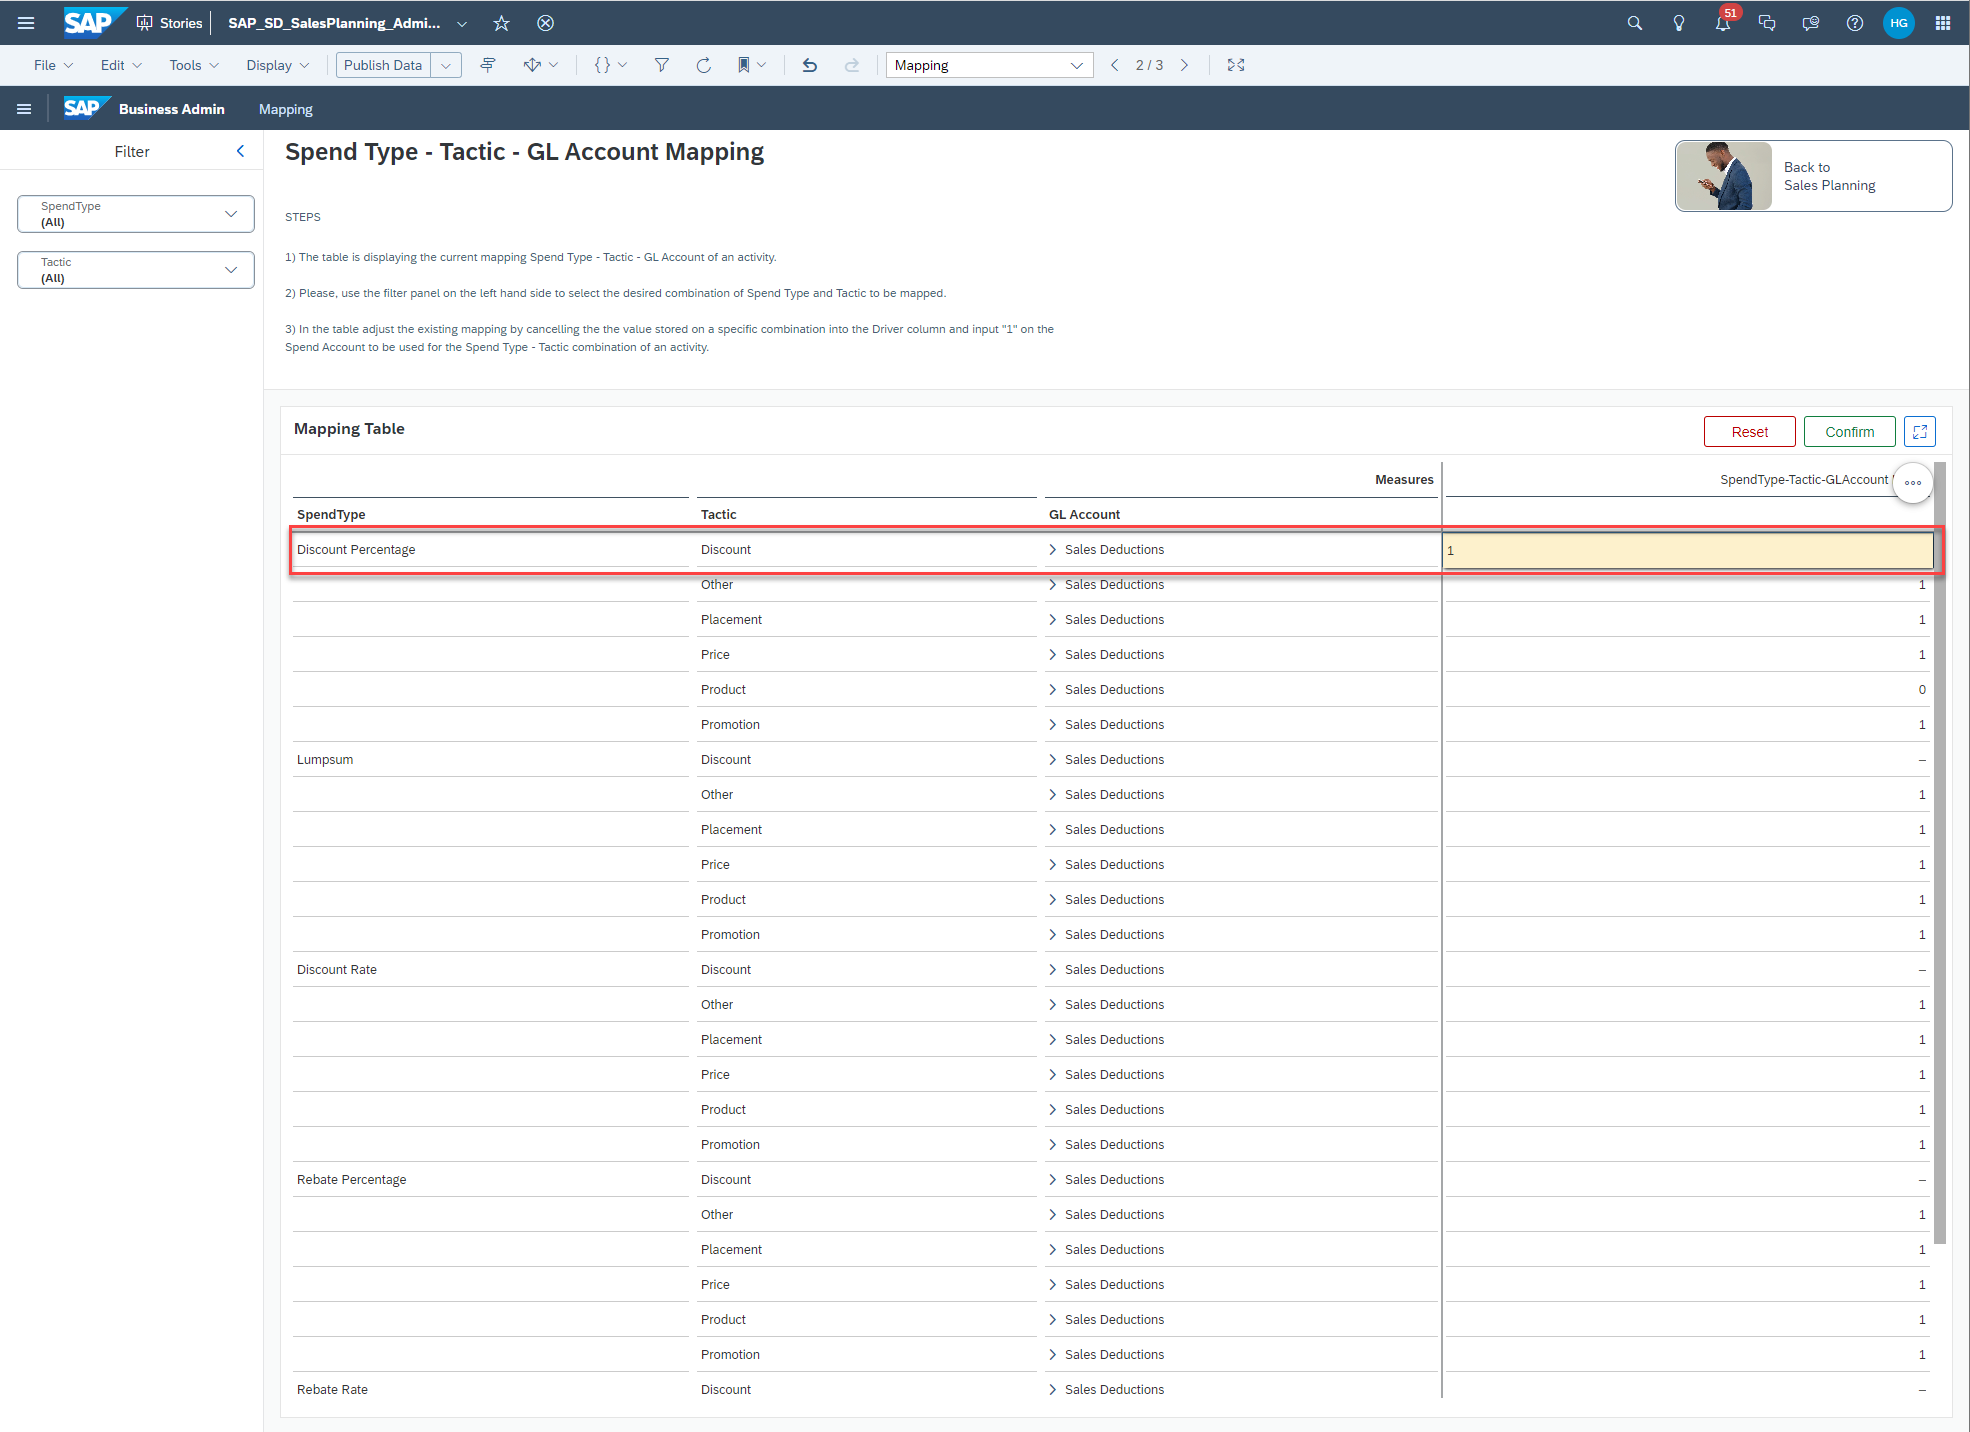 SAP Stories SAP_SD_SalesPlanning_Admi... 51 HG
File Edit Tools Display Publish Data {} Mapping 2 / 3
SAP Business Admin Mapping
Filter
SpendType
(All)
Tactic
(All)
Spend Type - Tactic - GL Account Mapping
Back to
Sales Planning
STEPS
1) The table is displaying the current mapping Spend Type - Tactic - GL Account of an activity.
2) Please, use the filter panel on the left hand side to select the desired combination of Spend Type and Tactic to be mapped.
3) In the table adjust the existing mapping by cancelling the the value stored on a specific combination into the Driver column and input "1" on the
Spend Account to be used for the Spend Type - Tactic combination of an activity.
Mapping Table Reset Confirm
Measures SpendType-Tactic-GLAccount
SpendType Tactic GL Account
Discount Percentage Discount Sales Deductions 1
Other Sales Deductions 1
Placement Sales Deductions 1
Price Sales Deductions 1
Product Sales Deductions 0
Promotion Sales Deductions 1
Lumpsum Discount Sales Deductions –
Other Sales Deductions 1
Placement Sales Deductions 1
Price Sales Deductions 1
Product Sales Deductions 1
Promotion Sales Deductions 1
Discount Rate Discount Sales Deductions –
Other Sales Deductions 1
Placement Sales Deductions 1
Price Sales Deductions 1
Product Sales Deductions 1
Promotion Sales Deductions 1
Rebate Percentage Discount Sales Deductions –
Other Sales Deductions 1
Placement Sales Deductions 1
Price Sales Deductions 1
Product Sales Deductions 1
Promotion Sales Deductions 1
Rebate Rate Discount Sales Deductions –